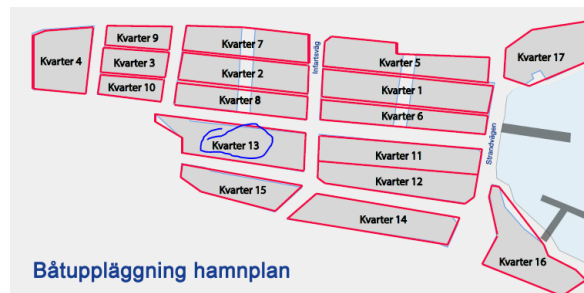 Kvarter 4
Kvarter 9
Kvarter 3
Kvarter 10
Kvarter 7
Kvarter 2
Kvarter 8
Infartsväg
Kvarter 5
Kvarter 1
Kvarter 6
Kvarter 17
Kvarter 13
Kvarter 11
Kvarter 12
Strandvägen
Kvarter 15
Kvarter 14
Kvarter 16
Båtuppläggning hamnplan